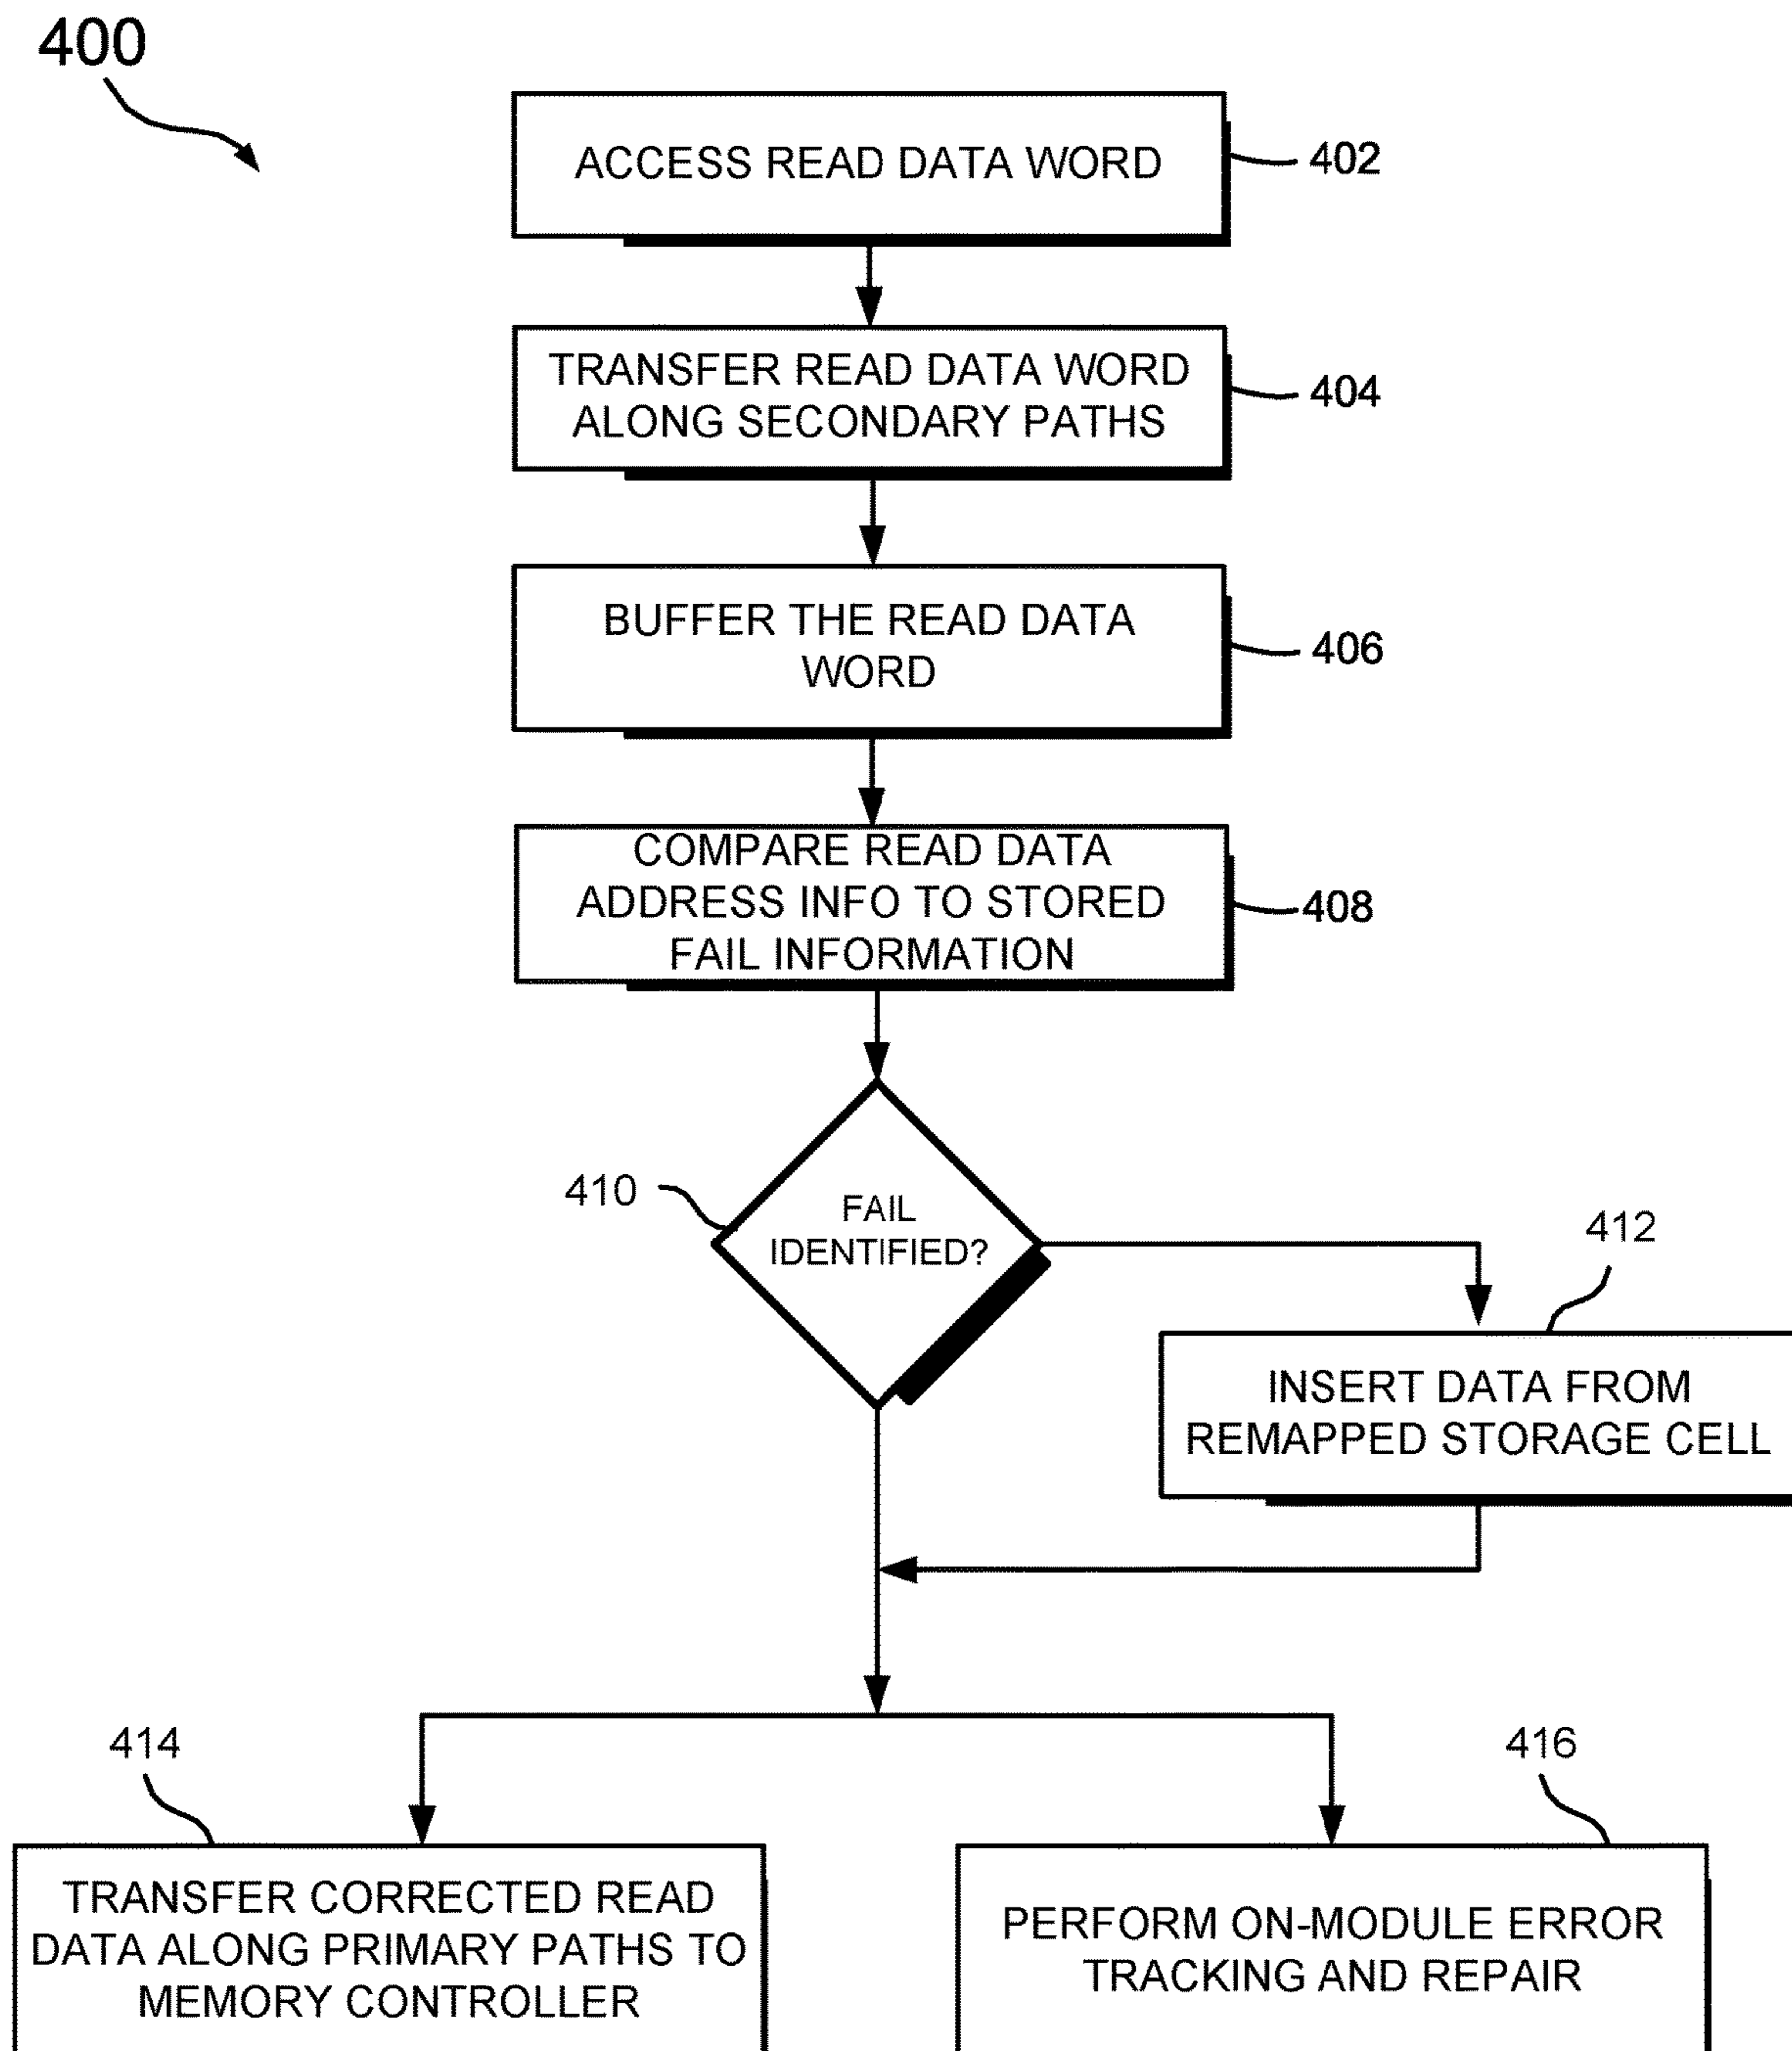 400
ACCESS READ DATA WORD
402
TRANSFER READ DATA WORD
ALONG SECONDARY PATHS
404
BUFFER THE READ DATA
WORD
406
COMPARE READ DATA
ADDRESS INFO TO STORED
FAIL INFORMATION
408
410
FAIL
IDENTIFIED?
412
INSERT DATA FROM
REMAPPED STORAGE CELL
414
TRANSFER CORRECTED READ
DATA ALONG PRIMARY PATHS TO
MEMORY CONTROLLER
416
PERFORM ON-MODULE ERROR
TRACKING AND REPAIR